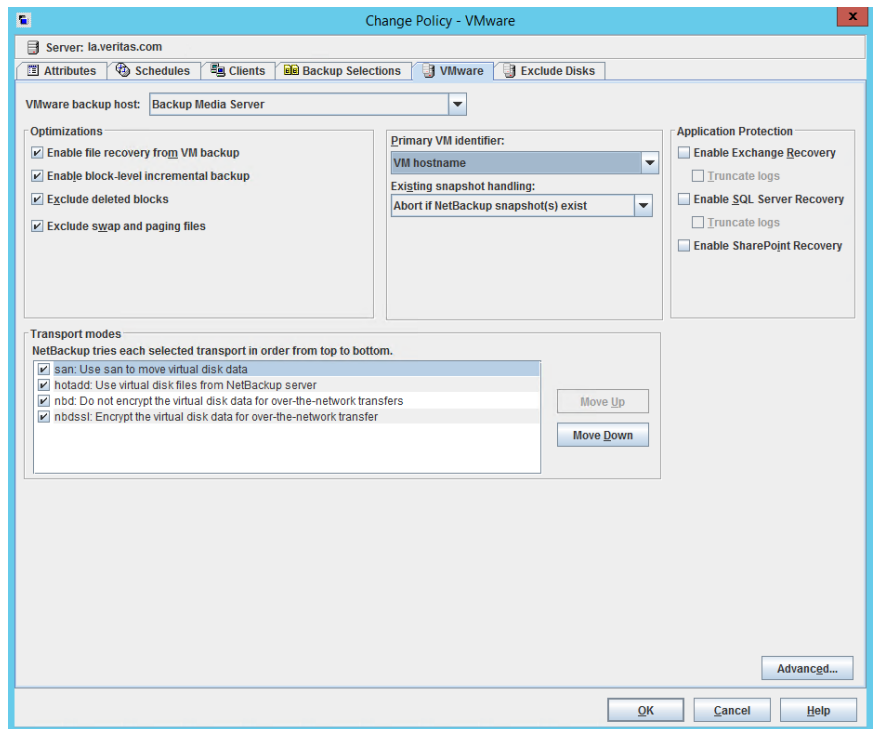 Change Policy - VMware
x
Server: la.veritas.com
Attributes Schedules Clients Backup Selections VMware Exclude Disks
VMware backup host: Backup Media Server
Optimizations
Enable file recovery from VM backup
Enable block-level incremental backup
Exclude deleted blocks
Exclude swap and paging files
Primary VM identifier:
VM hostname
Existing snapshot handling:
Abort if NetBackup snapshot(s) exist
Application Protection
Enable Exchange Recovery
Truncate logs
Enable SQL Server Recovery
Truncate logs
Enable SharePoint Recovery
Transport modes
NetBackup tries each selected transport in order from top to bottom.
san: Use san to move virtual disk data
hotadd: Use virtual disk files from NetBackup server
nbd: Do not encrypt the virtual disk data for over-the-network transfers
nbdssl: Encrypt the virtual disk data for over-the-network transfer
Move Up
Move Down
Advanced...
OK Cancel Help